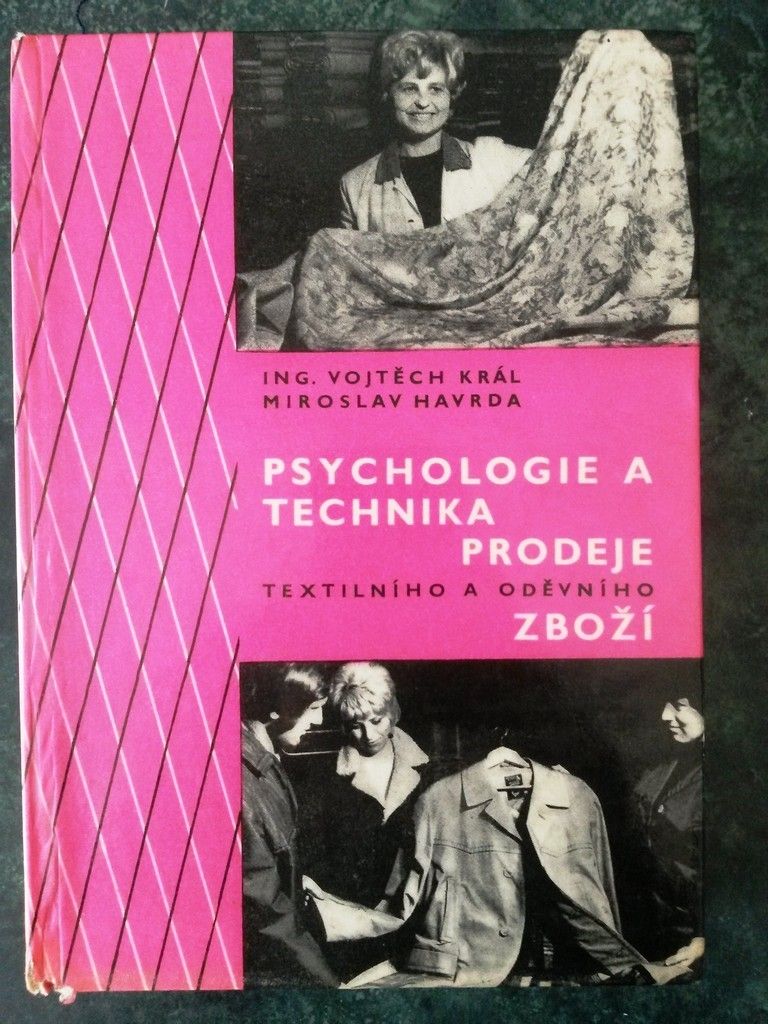 ING. VOJTĚCH KRÁL
MIROSLAV HAVRDA
PSYCHOLOGIE A
TECHNIKA
PRODEJE
TEXTILNÍHO A ODĚVNÍHO
ZBOŽÍ